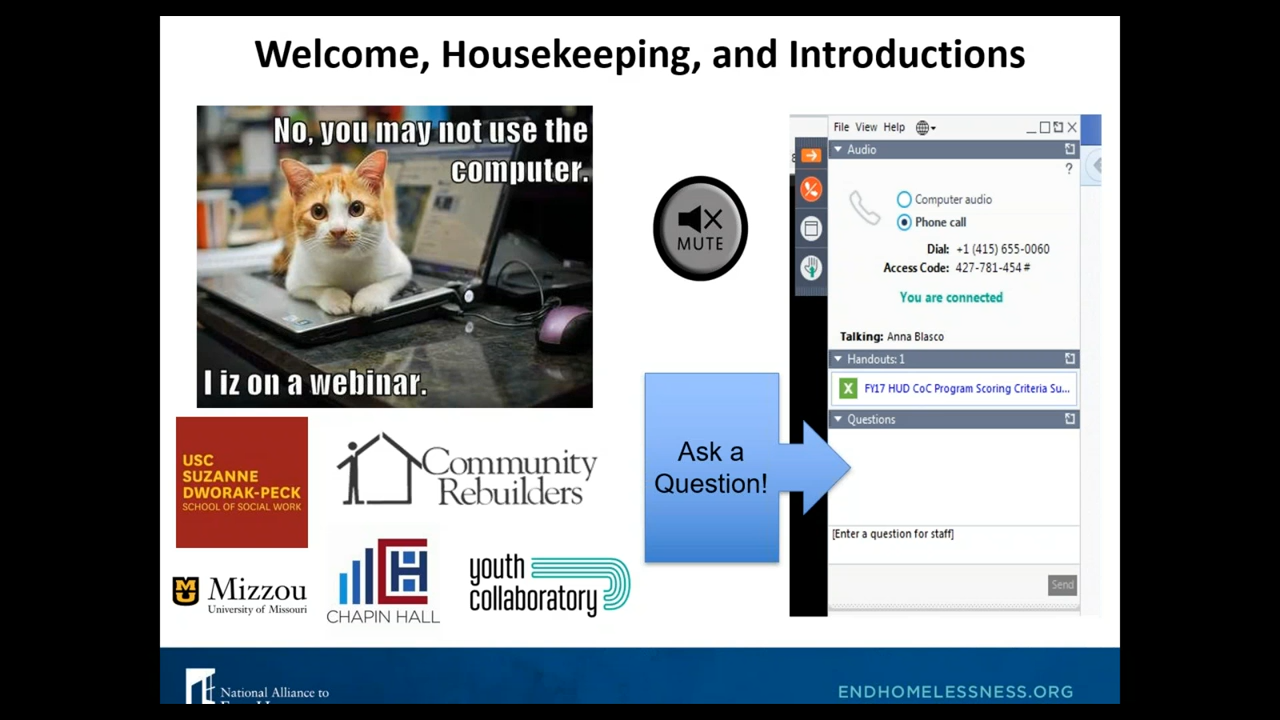 Welcome, Housekeeping, and Introductions
No, you may not use the
computer.
I iz on a webinar.
MUTE
File View Help
Audio
?
Computer audio
Phone call
Dial: +1 (415) 655-0060
Access Code: 427-781-454 #
You are connected
Talking: Anna Blasco
Handouts: 1
FY17 HUD CoC Program Scoring Criteria Su...
Questions
Ask a
Question!
[Enter a question for staff]
Send
USC
SUZANNE
DWORAK-PECK
SCHOOL OF SOCIAL WORK
Community
Rebuilders
Mizzou
University of Missouri
CHAPIN HALL
youth
collaboratory
National Alliance to
ENDHOMELESSNESS.ORG